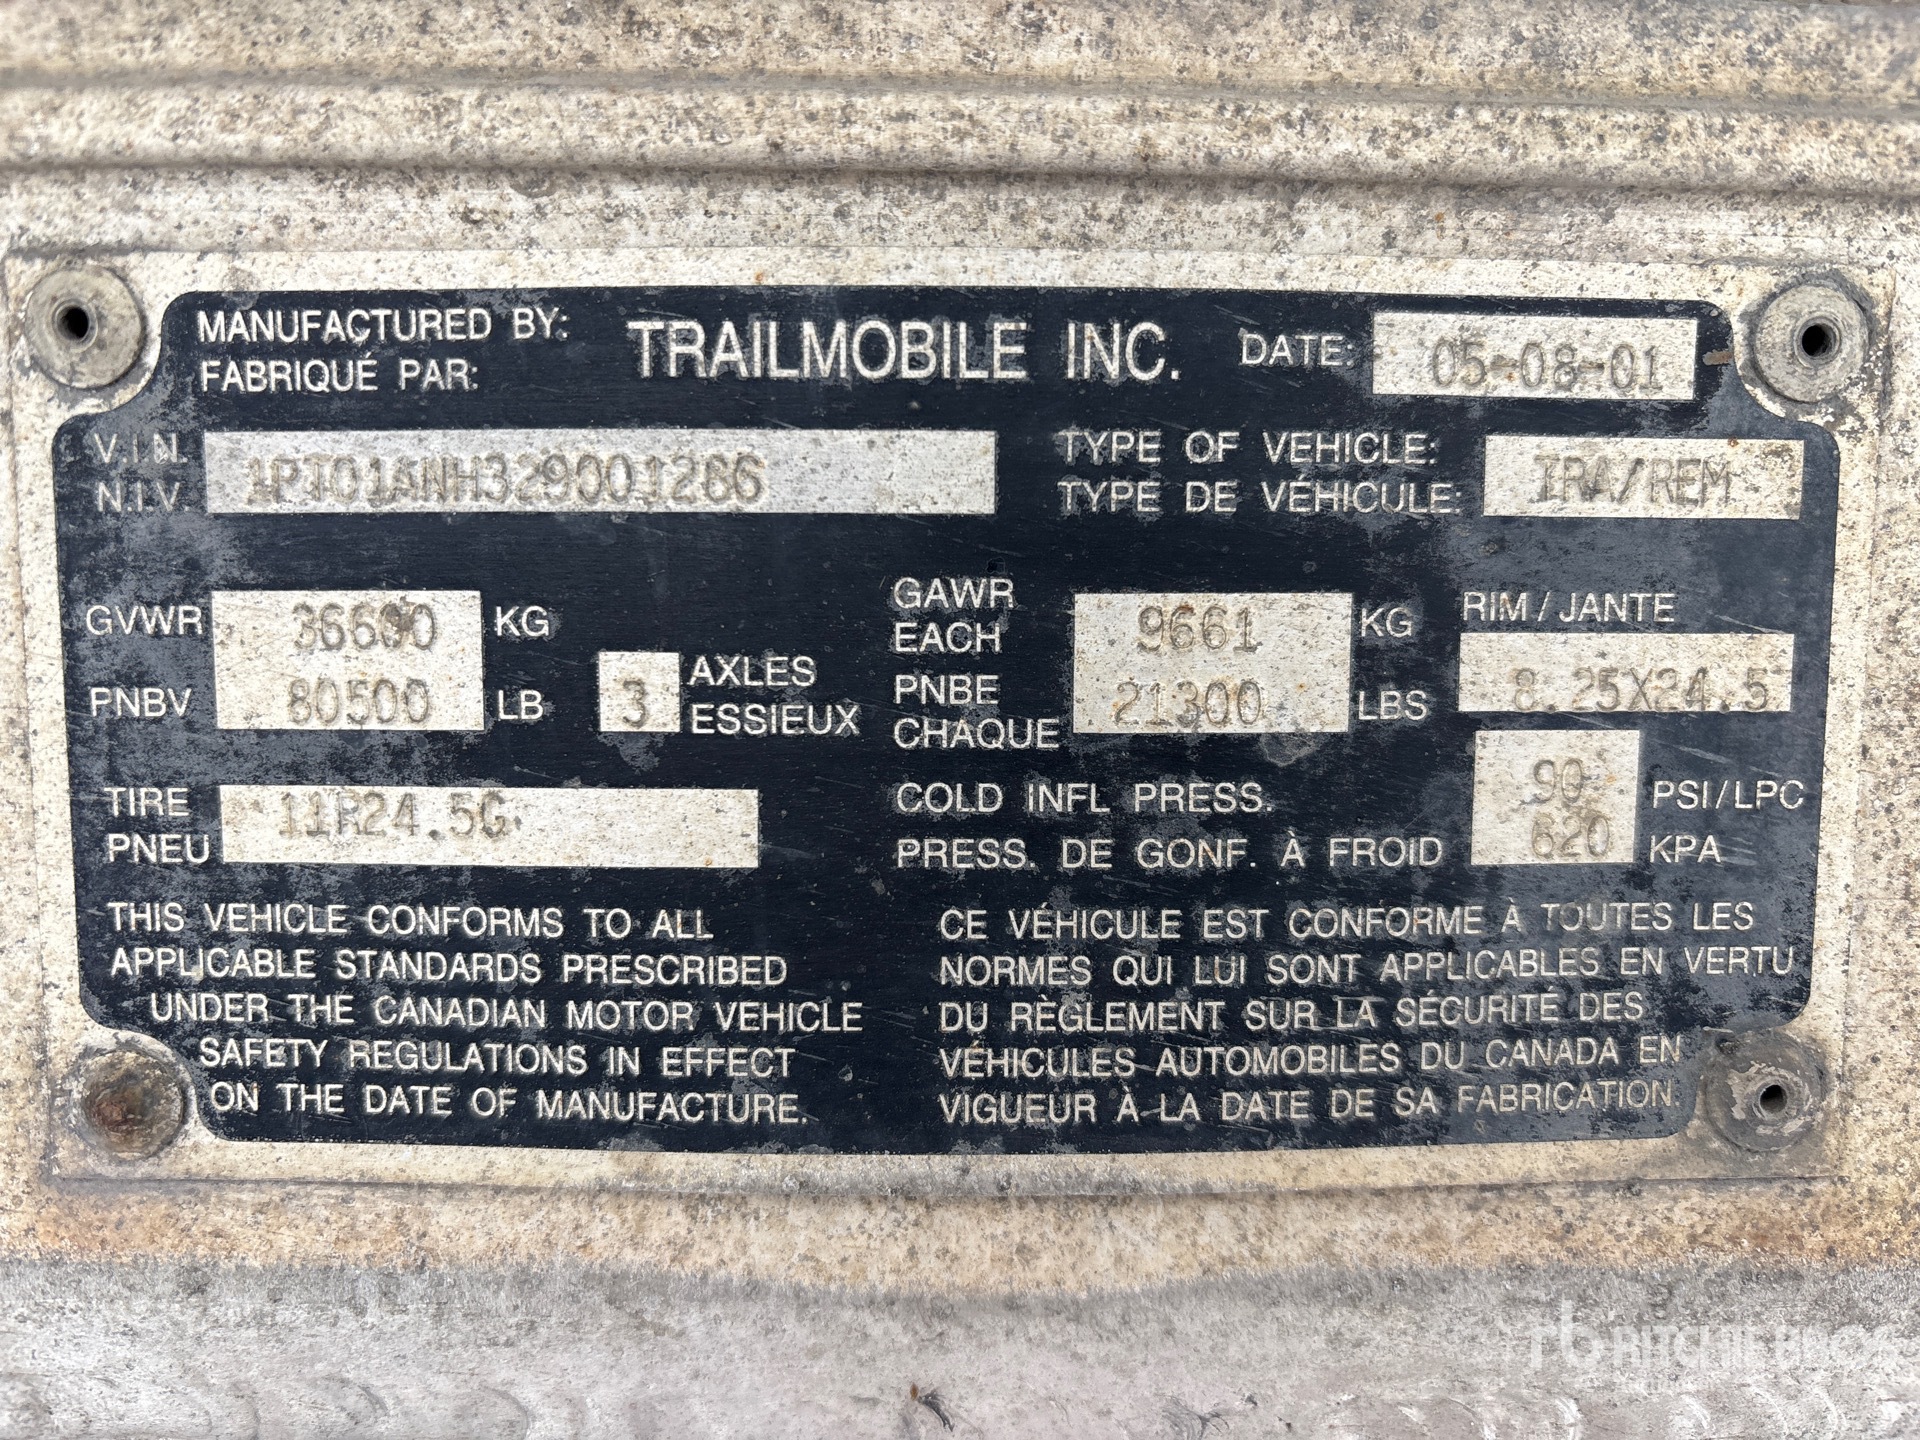 MANUFACTURED BY: TRAILMOBILE INC. DATE: 05-08-01
FABRIQUÉ PAR:
V.I.N. 1PT01ANH329001286 TYPE OF VEHICLE: TRA/REM
N.I.V. TYPE DE VÉHICULE:
GVWR 36600 KG GAWR EACH 9661 KG RIM / JANTE
PNBV 80500 LB 3 AXLES ESSIEUX PNBE CHAQUE 21300 LBS 8.25X24.5
TIRE PNEU 11R24.5G COLD INFL PRESS. 90 PSI/LPC
PRESS. DE GONF. À FROID 620 KPA
THIS VEHICLE CONFORMS TO ALL
APPLICABLE STANDARDS PRESCRIBED
UNDER THE CANADIAN MOTOR VEHICLE
SAFETY REGULATIONS IN EFFECT
ON THE DATE OF MANUFACTURE.
CE VÉHICULE EST CONFORME À TOUTES LES
NORMES QUI LUI SONT APPLICABLES EN VERTU
DU RÈGLEMENT SUR LA SÉCURITÉ DES
VÉHICULES AUTOMOBILES DU CANADA EN
VIGUEUR À LA DATE DE SA FABRICATION.
rb RITCHIE BROS